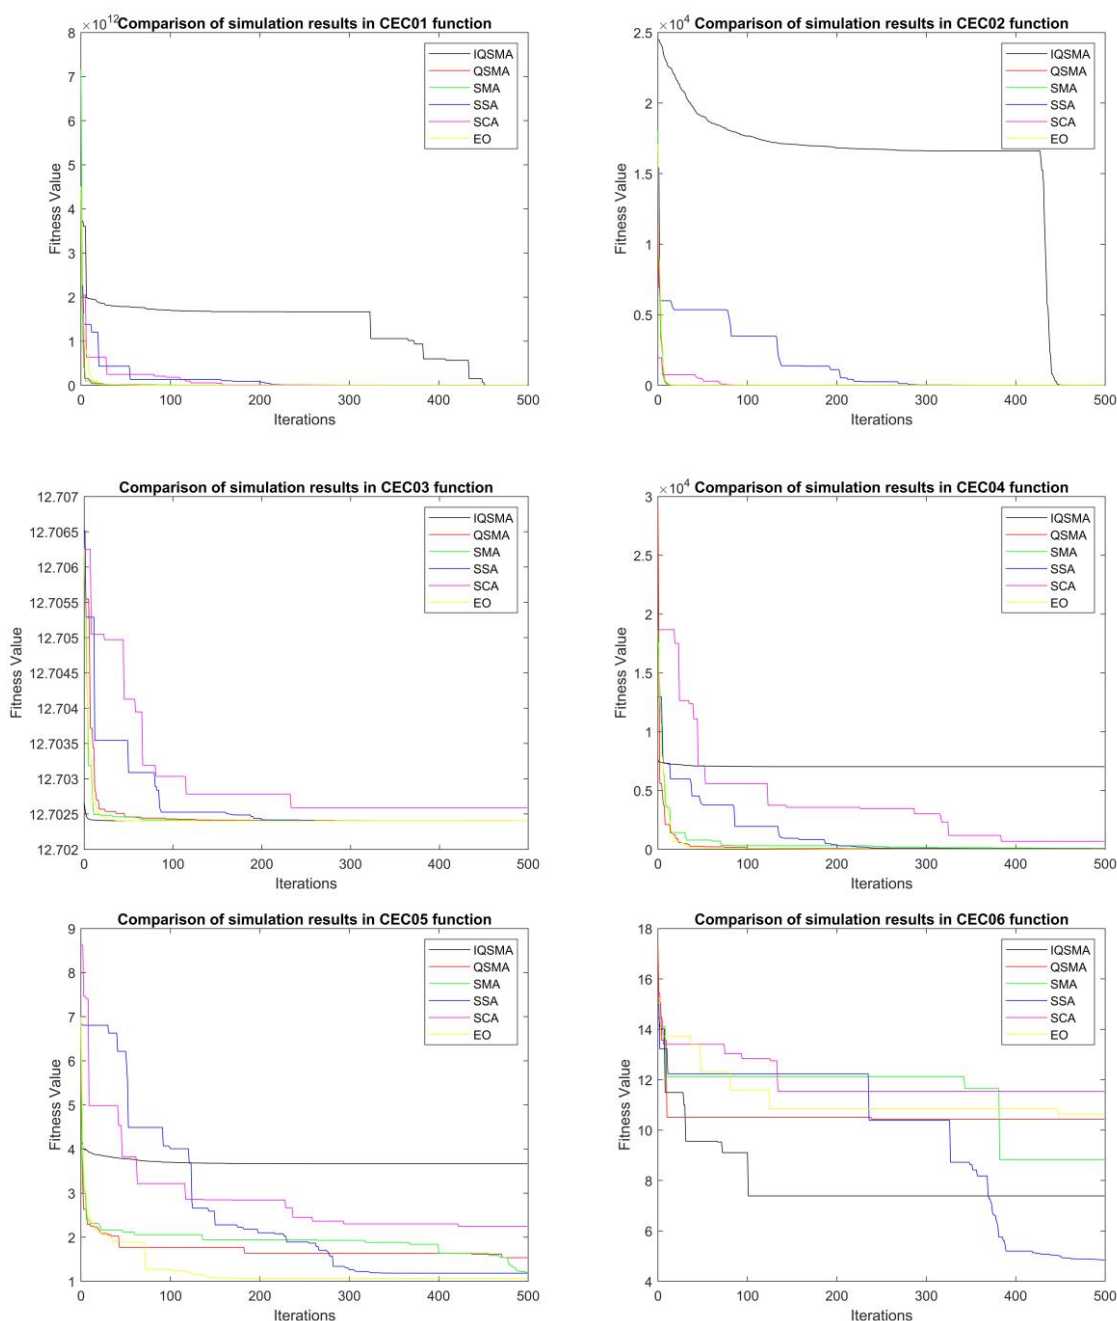 ×10^12
Comparison of simulation results in CEC01 function
8
7
6
5
4
3
2
1
0
Fitness Value
0 100 200 300 400 500
Iterations
IQSMA
QSMA
SMA
SSA
SCA
EO
×10^4
Comparison of simulation results in CEC02 function
2.5
2
1.5
1
0.5
0
Fitness Value
0 100 200 300 400 500
Iterations
IQSMA
QSMA
SMA
SSA
SCA
EO
Comparison of simulation results in CEC03 function
12.707
12.7065
12.706
12.7055
12.705
12.7045
12.704
12.7035
12.703
12.7025
12.702
Fitness Value
0 100 200 300 400 500
Iterations
IQSMA
QSMA
SMA
SSA
SCA
EO
×10^4
Comparison of simulation results in CEC04 function
3
2.5
2
1.5
1
0.5
0
Fitness Value
0 100 200 300 400 500
Iterations
IQSMA
QSMA
SMA
SSA
SCA
EO
Comparison of simulation results in CEC05 function
9
8
7
6
5
4
3
2
1
Fitness Value
0 100 200 300 400 500
Iterations
IQSMA
QSMA
SMA
SSA
SCA
EO
Comparison of simulation results in CEC06 function
18
16
14
12
10
8
6
4
Fitness Value
0 100 200 300 400 500
Iterations
IQSMA
QSMA
SMA
SSA
SCA
EO